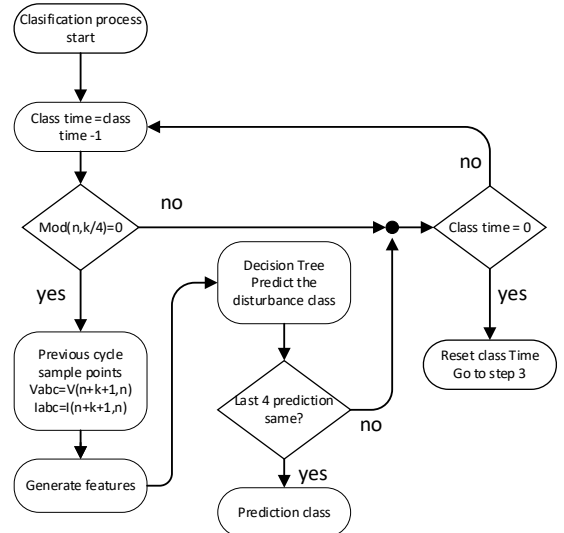 Clasification process
start
Class time =class
time -1
no
no
Mod(n,k/4)=0
Class time = 0
Decision Tree
Predict the
disturbance class
yes
yes
Previous cycle
sample points
Vabc=V(n+k+1,n)
Iabc=I(n+k+1,n)
Reset class Time
Go to step 3
Last 4 prediction
same?
no
yes
Generate features
Prediction class